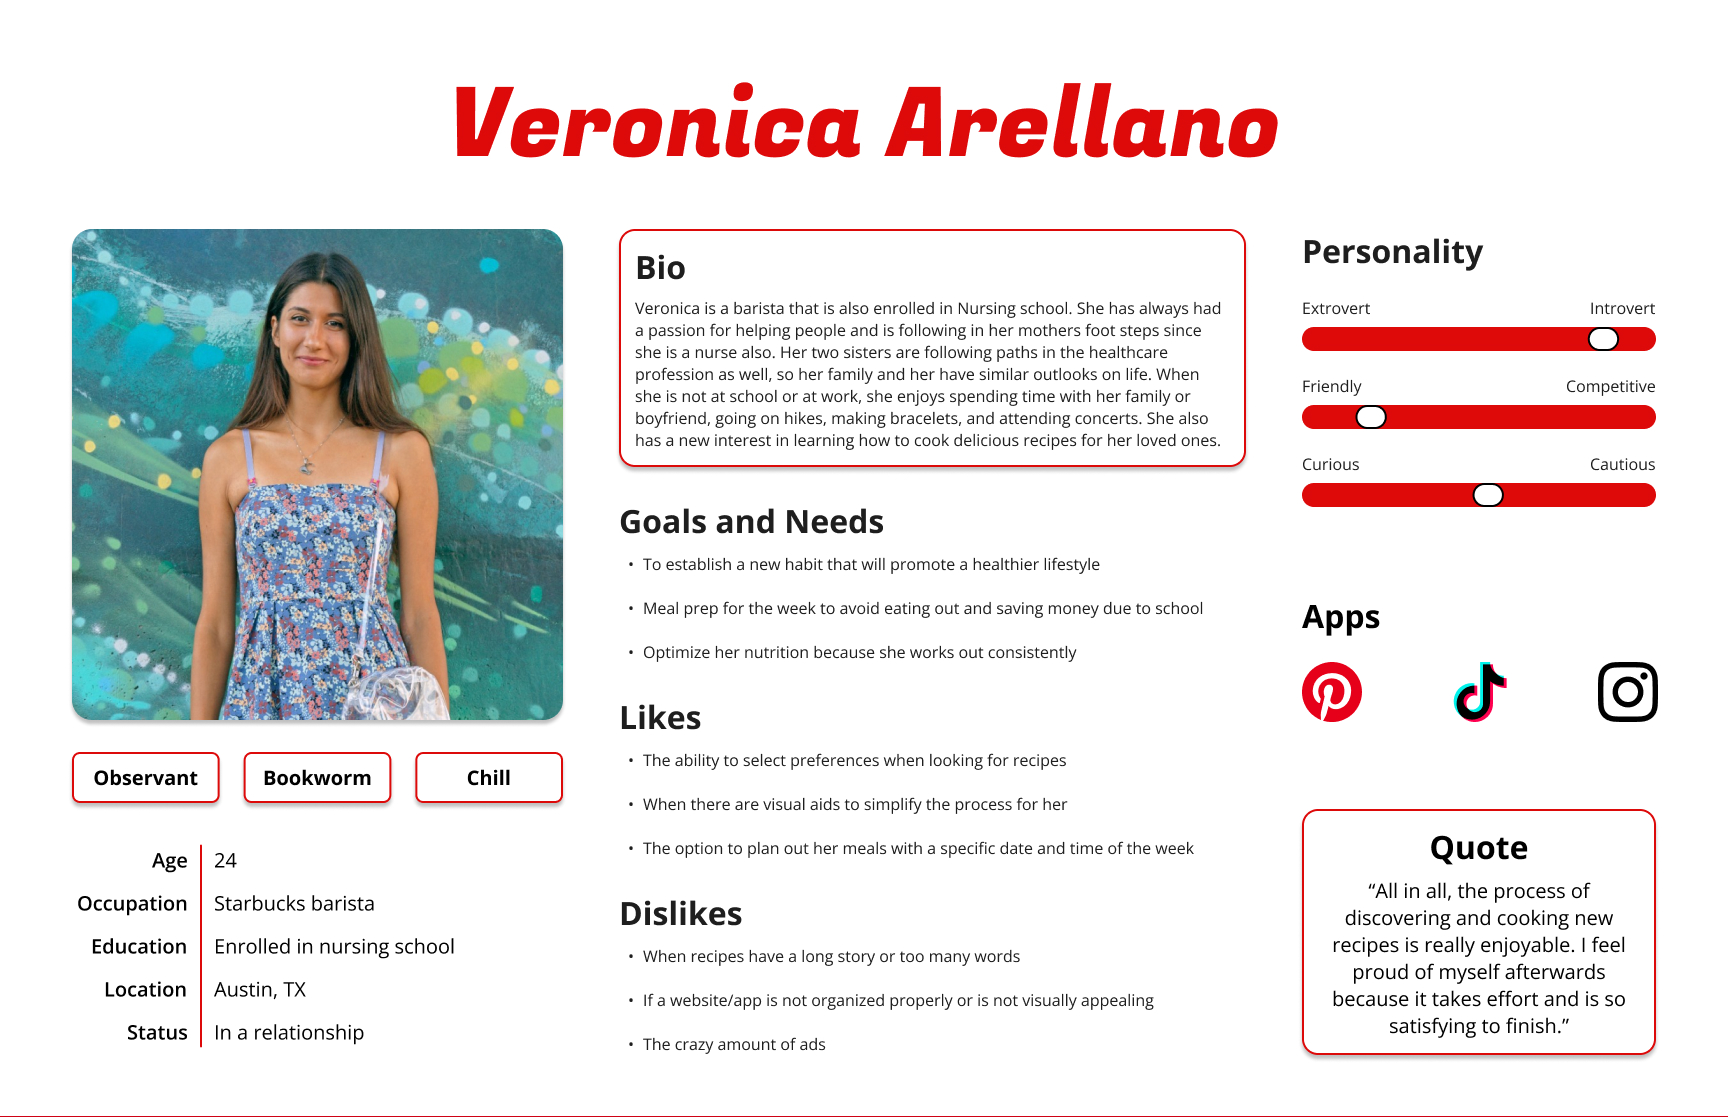 Veronica Arellano
Observant
Bookworm
Chill
Age 24
Occupation Starbucks barista
Education Enrolled in nursing school
Location Austin, TX
Status In a relationship
Bio
Veronica is a barista that is also enrolled in Nursing school. She has always had
a passion for helping people and is following in her mothers foot steps since
she is a nurse also. Her two sisters are following paths in the healthcare
profession as well, so her family and her have similar outlooks on life. When
she is not at school or at work, she enjoys spending time with her family or
boyfriend, going on hikes, making bracelets, and attending concerts. She also
has a new interest in learning how to cook delicious recipes for her loved ones.
Goals and Needs
• To establish a new habit that will promote a healthier lifestyle
• Meal prep for the week to avoid eating out and saving money due to school
• Optimize her nutrition because she works out consistently
Likes
• The ability to select preferences when looking for recipes
• When there are visual aids to simplify the process for her
• The option to plan out her meals with a specific date and time of the week
Dislikes
• When recipes have a long story or too many words
• If a website/app is not organized properly or is not visually appealing
• The crazy amount of ads
Personality
Extrovert Introvert
Friendly Competitive
Curious Cautious
Apps
Quote
“All in all, the process of
discovering and cooking new
recipes is really enjoyable. I feel
proud of myself afterwards
because it takes effort and is so
satisfying to finish.”